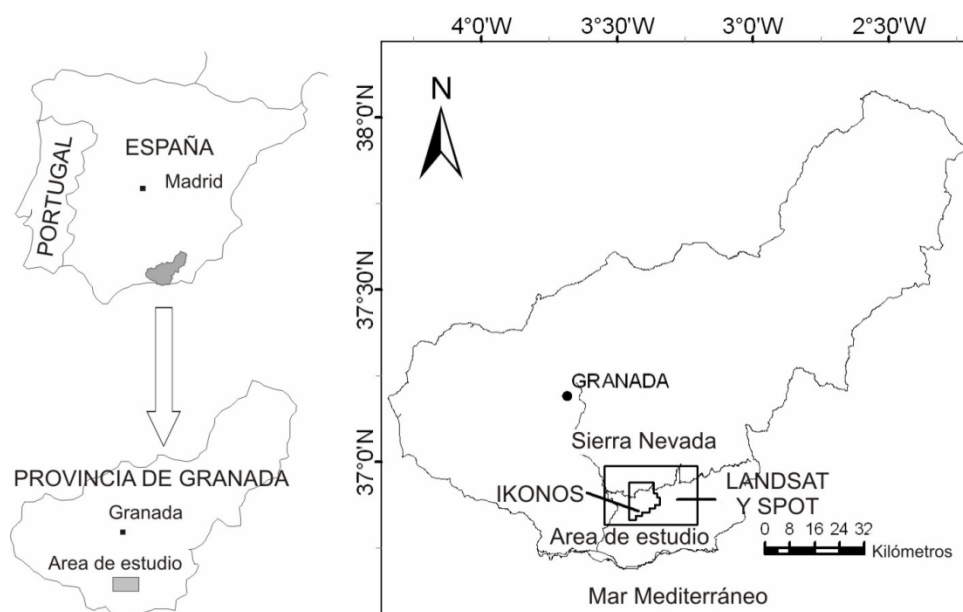 ESPAÑA
Madrid
PORTUGAL
PROVINCIA DE GRANADA
Granada
Area de estudio
4°0'W
3°30'W
3°0'W
2°30'W
38°0'N
37°30'N
37°0'N
N
GRANADA
Sierra Nevada
IKONOS
LANDSAT
Y SPOT
Area de estudio
0 8 16 24 32
Kilómetros
Mar Mediterráneo